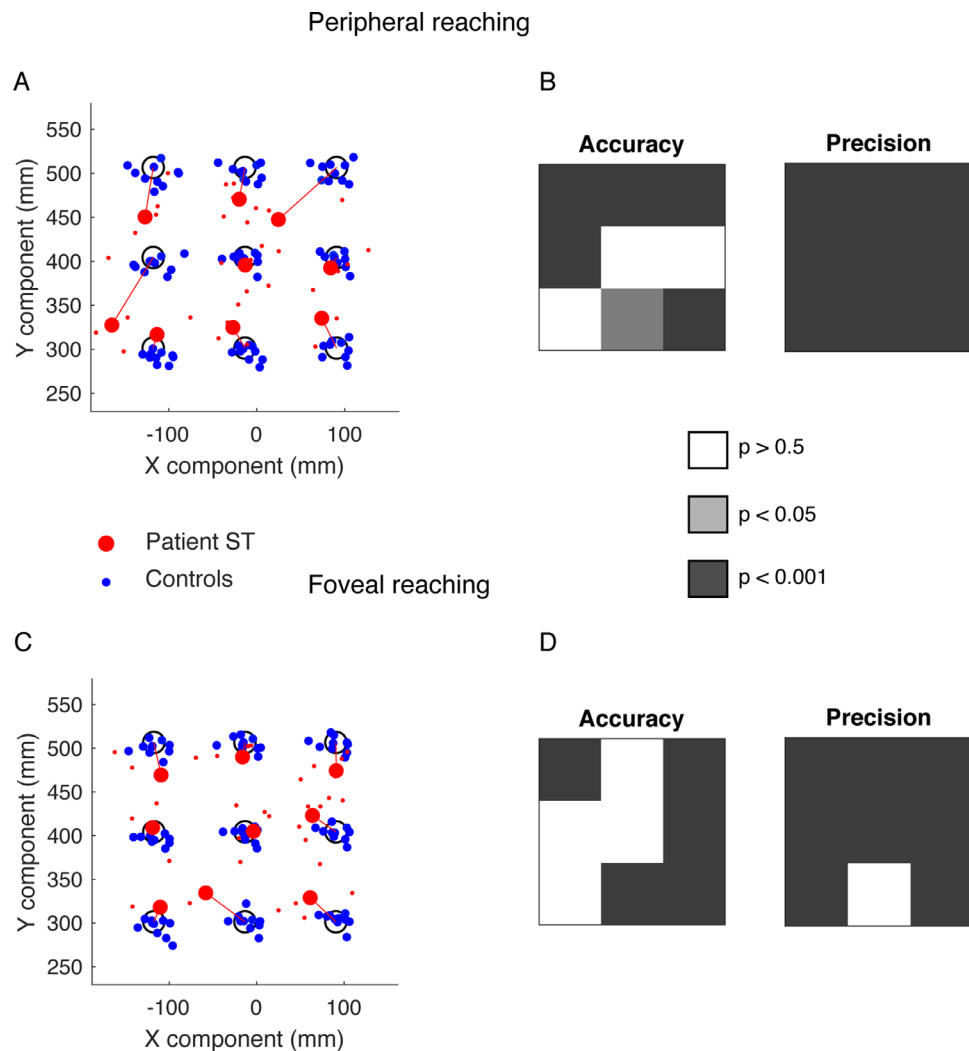 Peripheral reaching
A
B
Accuracy
Precision
550
500
450
400
350
300
250
Y component (mm)
-100
0
100
X component (mm)
p > 0.5
p < 0.05
p < 0.001
Patient ST
Controls
Foveal reaching
C
D
Accuracy
Precision
550
500
450
400
350
300
250
Y component (mm)
-100
0
100
X component (mm)